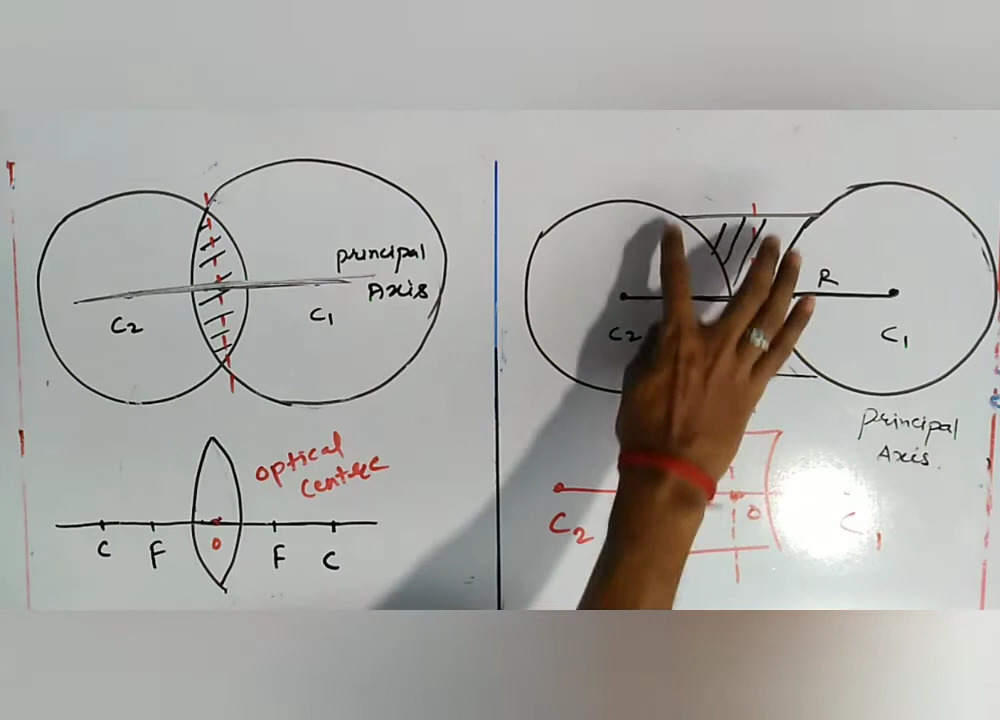 principal
Axis
C2
C1
optical
centre
C
F
O
F
C
R
C2
C1
principal
Axis.
C2
O
C1